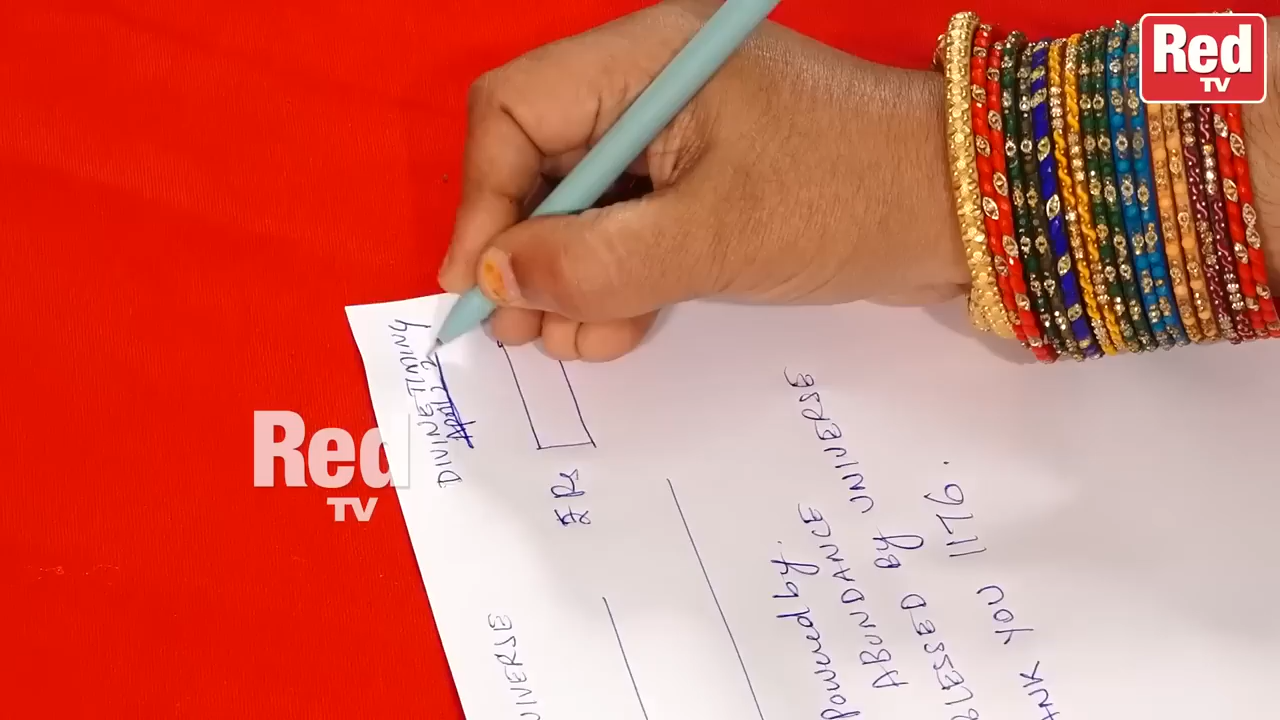 Red
TV
Red
TV
DIVINE TIMING
UNIVERSE
₹ Rs
Powered by.
ABUNDANCE UNIVERSE
BLESSED By
THANK YOU 1176.